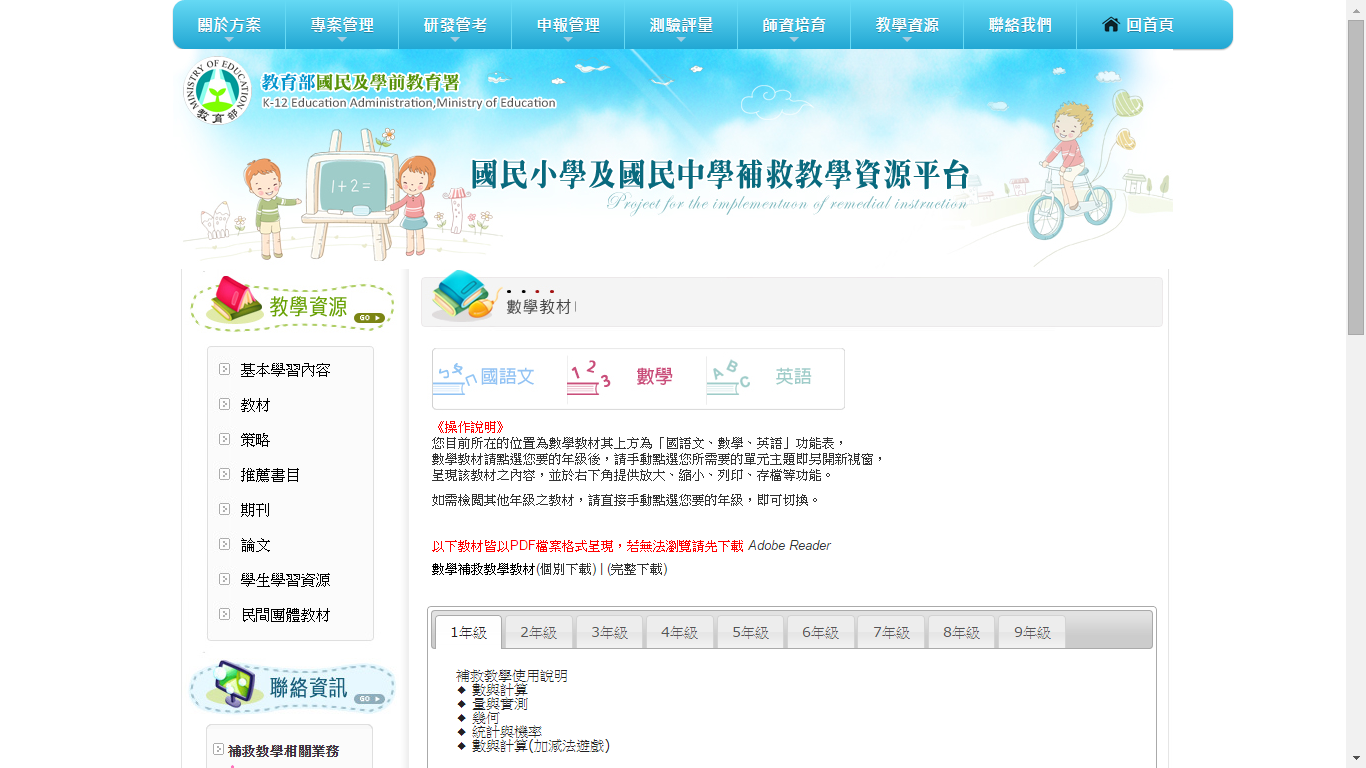 關於方案 專案管理 研發管考 申報管理 測驗評量 師資培育 教學資源 聯絡我們 回首頁
MINISTRY OF EDUCATION
教育部
教育部國民及學前教育署
K-12 Education Administration,Ministry of Education
1+2=
國民小學及國民中學補救教學資源平台
Project for the implementuon of remedial instruction
教學資源
GO
基本學習內容
教材
策略
推薦書目
期刊
論文
學生學習資源
民間團體教材
聯絡資訊
GO
補救教學相關業務
數學教材
國語文 1 2 3 數學 A B C 英語
《操作說明》
您目前所在的位置為數學教材其上方為「國語文、數學、英語」功能表，
數學教材請點選您要的年級後，請手動點選您所需要的單元主題即另開新視窗，
呈現該教材之內容，並於右下角提供放大、縮小、列印、存檔等功能。
如需檢閱其他年級之教材，請直接手動點選您要的年級，即可切換。
以下教材皆以PDF檔案格式呈現，若無法瀏覽請先下載 Adobe Reader
數學補救教學教材(個別下載) | (完整下載)
1年級 2年級 3年級 4年級 5年級 6年級 7年級 8年級 9年級
補救教學使用說明
◆ 數與計算
◆ 量與實測
◆ 幾何
◆ 統計與機率
◆ 數與計算(加減法遊戲)